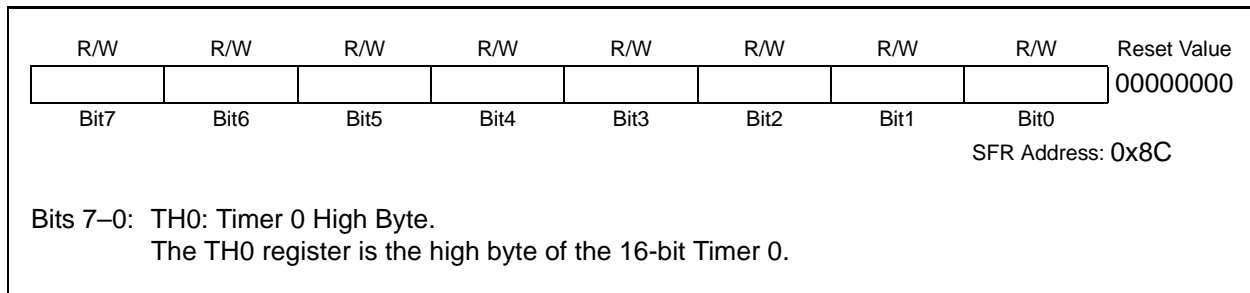 R/W R/W R/W R/W R/W R/W R/W R/W Reset Value
00000000
Bit7 Bit6 Bit5 Bit4 Bit3 Bit2 Bit1 Bit0
SFR Address: 0x8C
Bits 7–0: TH0: Timer 0 High Byte.
The TH0 register is the high byte of the 16-bit Timer 0.